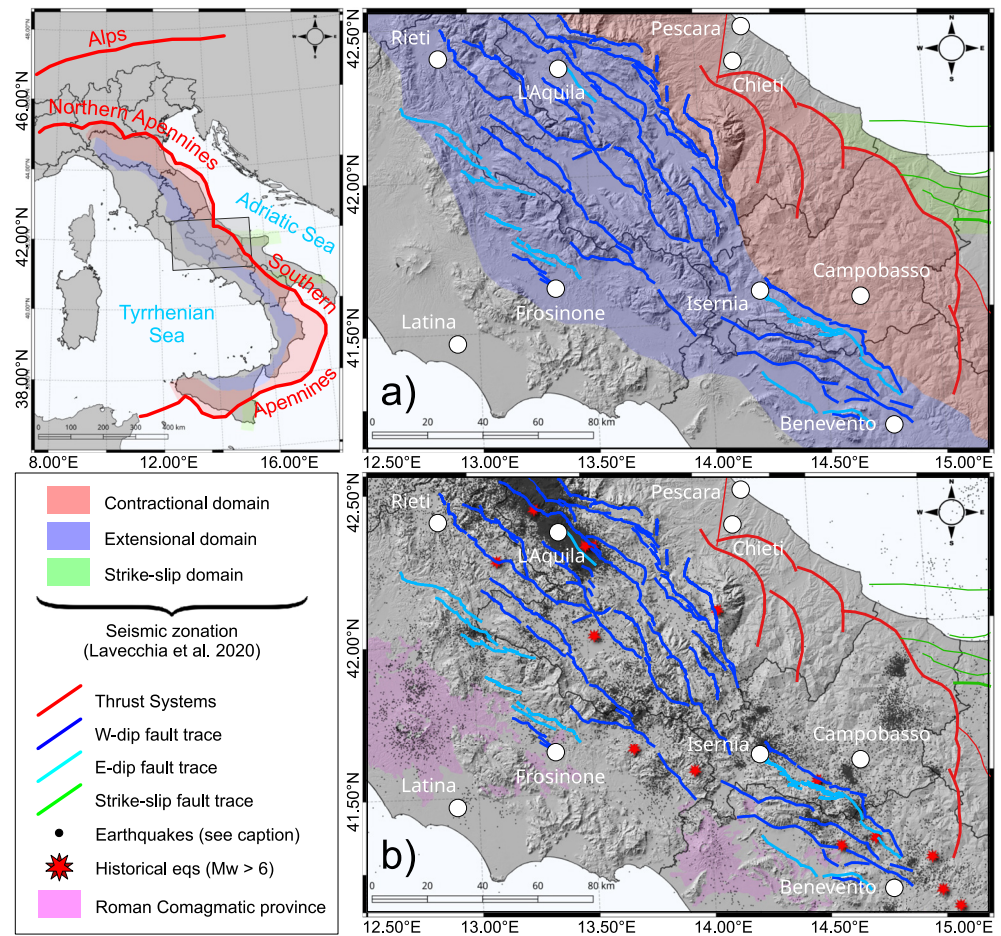 Alps
Northern Apennines
Adriatic Sea
Southern
Apennines
Tyrrhenian
Sea
46.00°N
42.00°N
38.00°N
0 100 200 300 400 km
8.00°E 12.00°E 16.00°E
Contractional domain
Extensional domain
Strike-slip domain
Seismic zonation
(Lavecchia et al. 2020)
Thrust Systems
W-dip fault trace
E-dip fault trace
Strike-slip fault trace
Earthquakes (see caption)
Historical eqs (Mw > 6)
Roman Comagmatic province
42.50°N
42.00°N
41.50°N
N
W E
S
Rieti
L'Aquila
Pescara
Chieti
Campobasso
Isernia
Frosinone
Latina
Benevento
a)
0 20 40 60 80 km
12.50°E 13.00°E 13.50°E 14.00°E 14.50°E 15.00°E
42.50°N
42.00°N
41.50°N
N
W E
S
Rieti
L'Aquila
Pescara
Chieti
Campobasso
Isernia
Frosinone
Latina
Benevento
b)
0 20 40 60 80 km
12.50°E 13.00°E 13.50°E 14.00°E 14.50°E 15.00°E